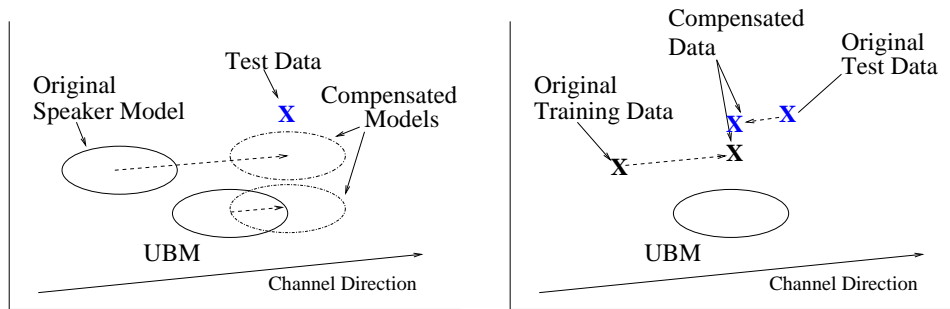 Test Data
Original
Speaker Model
Compensated
Models
X
UBM
Channel Direction
Compensated
Data
Original
Test Data
Original
Training Data
X
X
X
X
UBM
Channel Direction